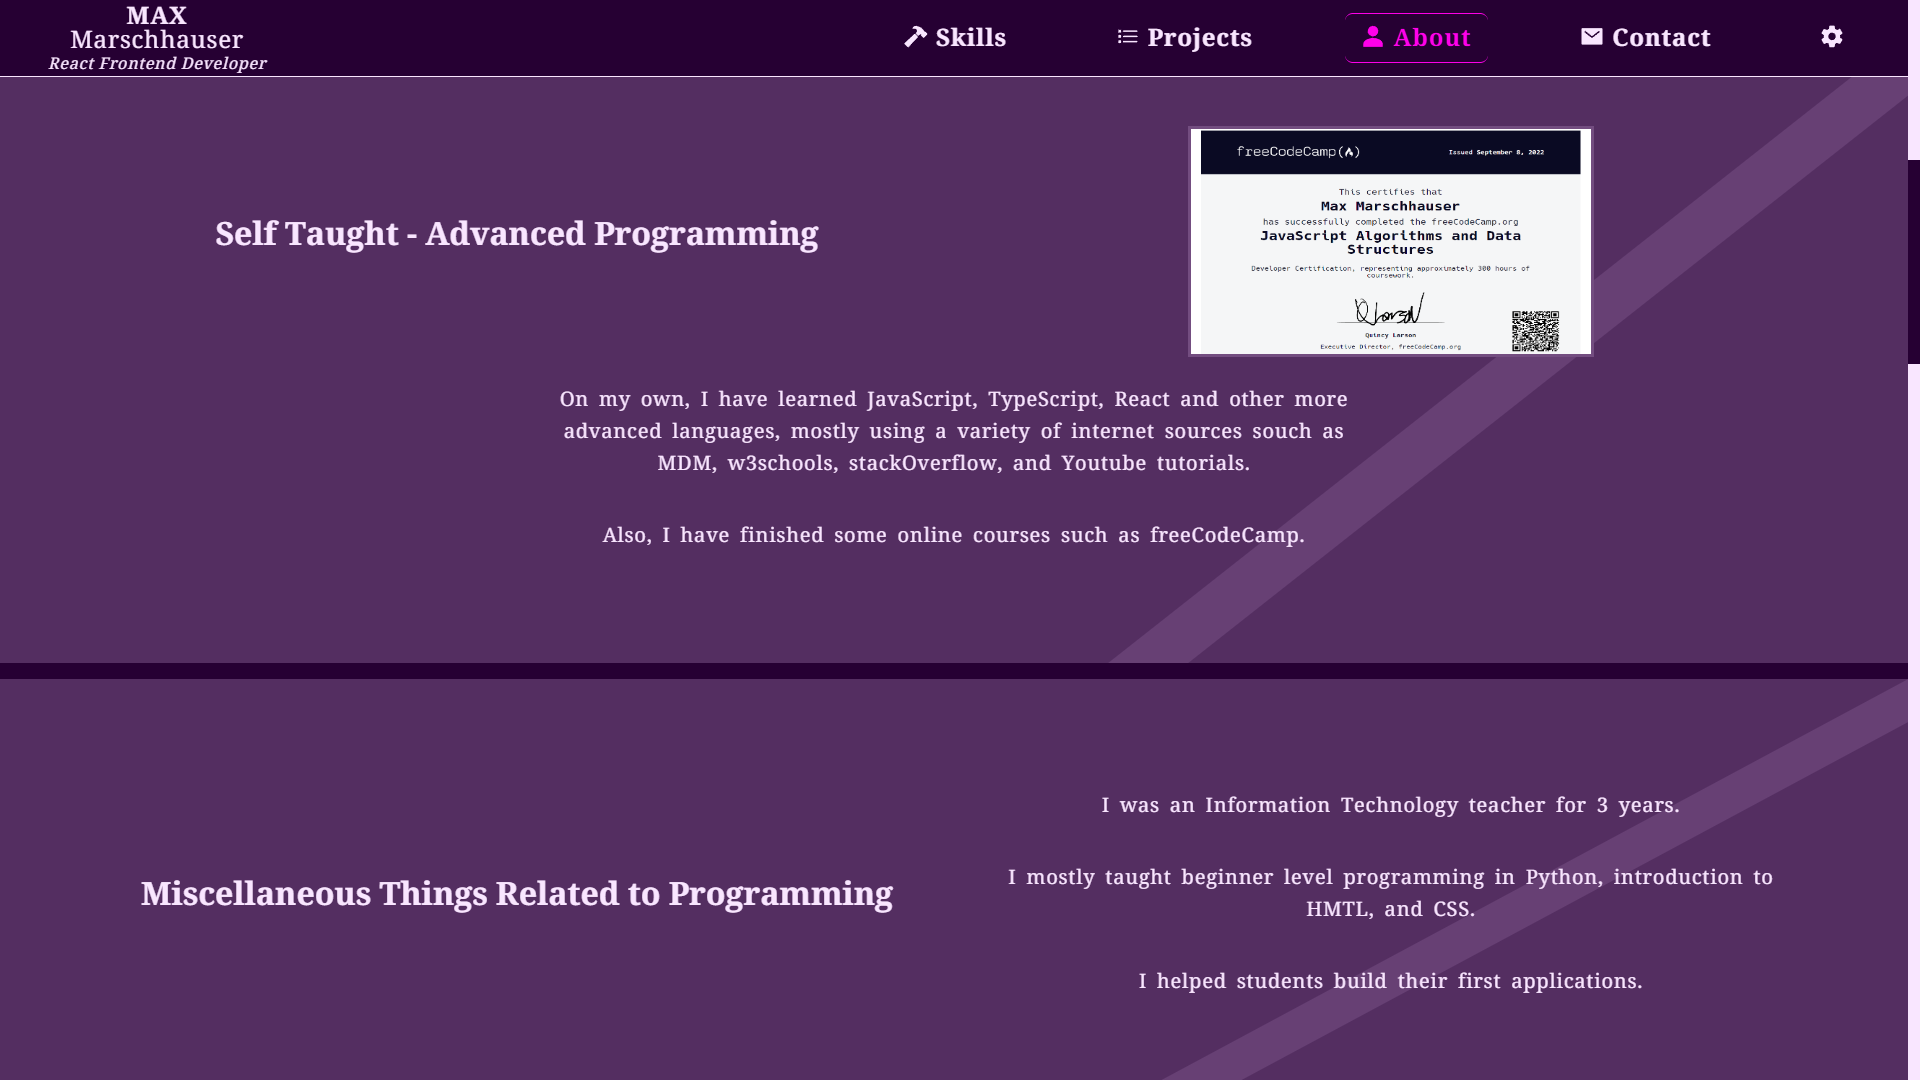 MAX
Marschhauser
React Frontend Developer
Skills
Projects
About
Contact
Self Taught - Advanced Programming
freeCodeCamp(🔥)
Issued September 8, 2022
This certifies that
Max Marschhauser
has successfully completed the freeCodeCamp.org
JavaScript Algorithms and Data
Structures
Developer Certification, representing approximately 300 hours of
coursework.
Quincy Larson
Executive Director, freeCodeCamp.org
On my own, I have learned JavaScript, TypeScript, React and other more
advanced languages, mostly using a variety of internet sources souch as
MDM, w3schools, stackOverflow, and Youtube tutorials.
Also, I have finished some online courses such as freeCodeCamp.
Miscellaneous Things Related to Programming
I was an Information Technology teacher for 3 years.
I mostly taught beginner level programming in Python, introduction to
HMTL, and CSS.
I helped students build their first applications.